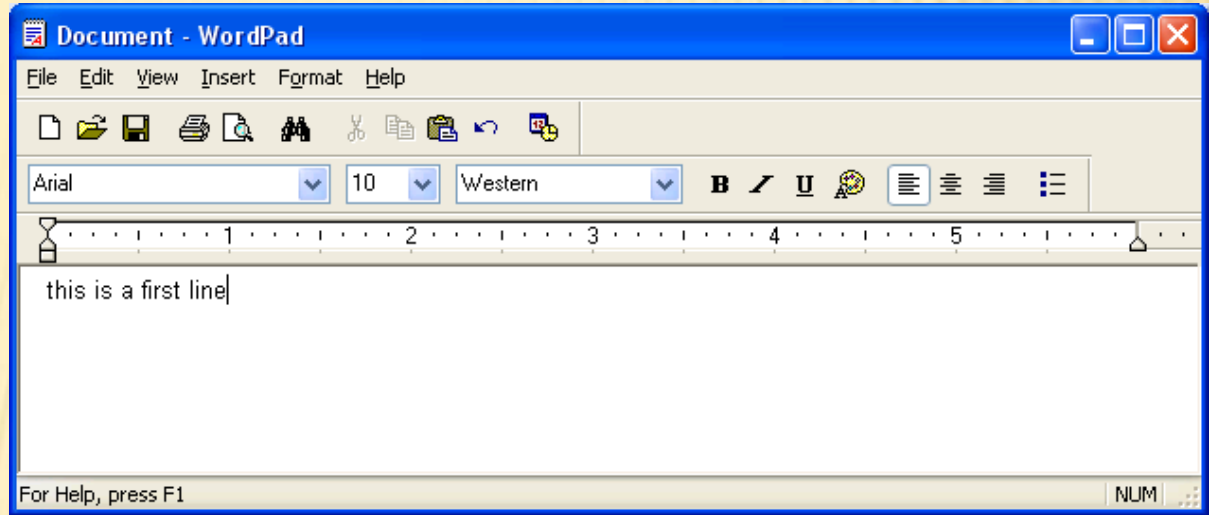 Document - WordPad
File Edit View Insert Format Help
Arial 10 Western B I U
1 2 3 4 5
this is a first line
For Help, press F1 NUM